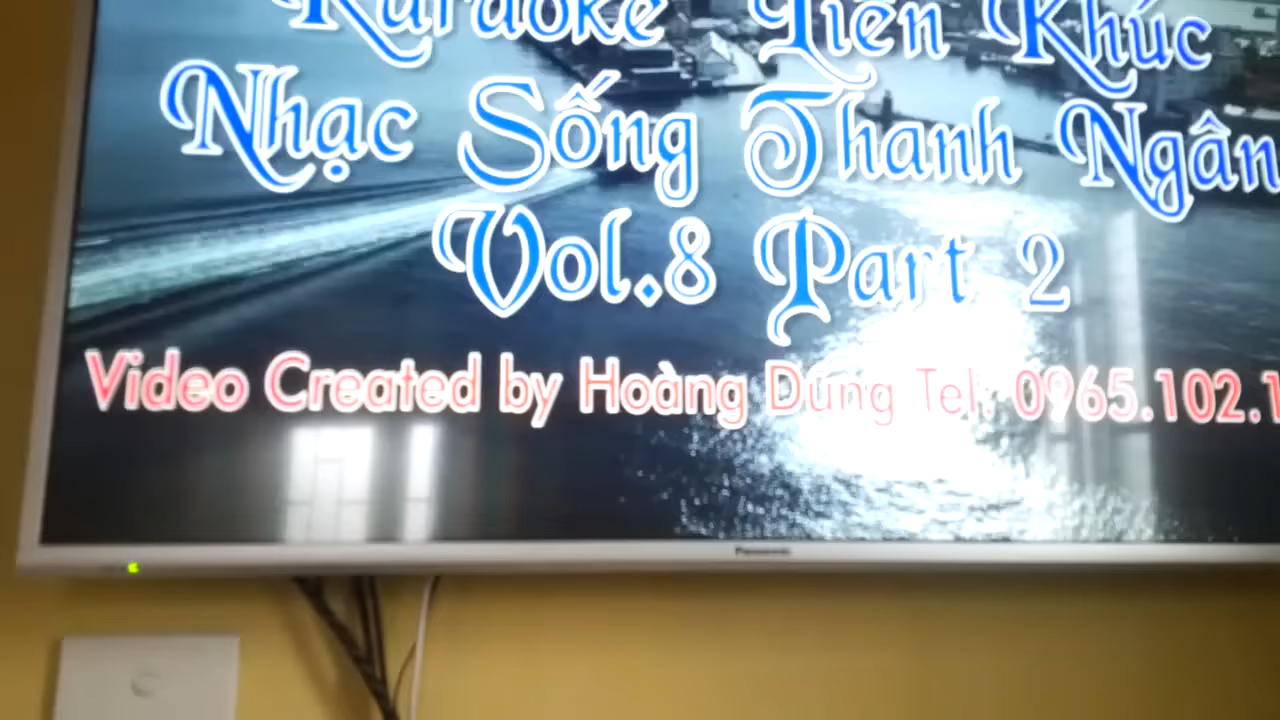 Karaoke Liên Khúc
Nhạc Sống Thanh Ngân
Vol.8 Part 2
Video Created by Hoàng Dũng Tel: 0965.102.1
Panasonic